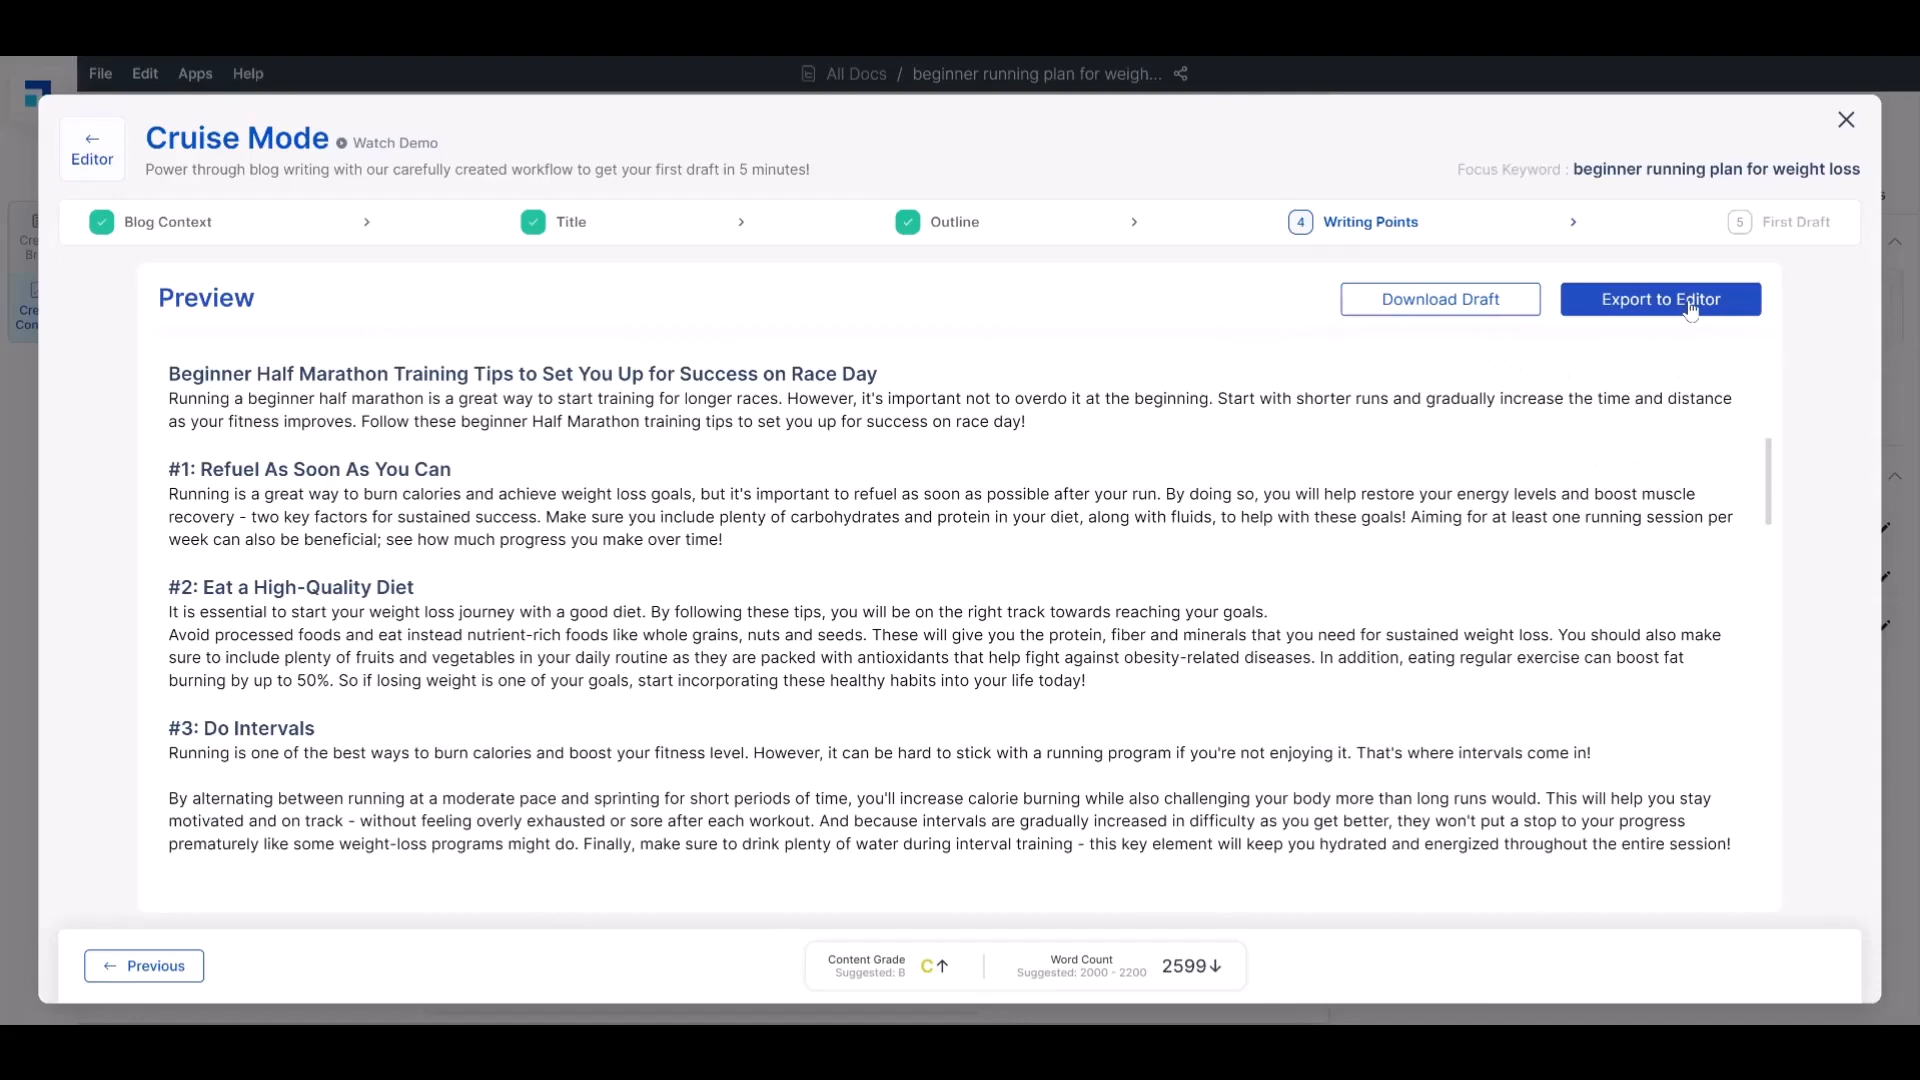 File Edit Apps Help
All Docs / beginner running plan for weigh...
← Editor
Cruise Mode Watch Demo
Power through blog writing with our carefully created workflow to get your first draft in 5 minutes!
Focus Keyword : beginner running plan for weight loss
Blog Context > Title > Outline > 4 Writing Points > 5 First Draft
Preview
Download Draft
Export to Editor
Beginner Half Marathon Training Tips to Set You Up for Success on Race Day
Running a beginner half marathon is a great way to start training for longer races. However, it's important not to overdo it at the beginning. Start with shorter runs and gradually increase the time and distance
as your fitness improves. Follow these beginner Half Marathon training tips to set you up for success on race day!
#1: Refuel As Soon As You Can
Running is a great way to burn calories and achieve weight loss goals, but it's important to refuel as soon as possible after your run. By doing so, you will help restore your energy levels and boost muscle
recovery - two key factors for sustained success. Make sure you include plenty of carbohydrates and protein in your diet, along with fluids, to help with these goals! Aiming for at least one running session per
week can also be beneficial; see how much progress you make over time!
#2: Eat a High-Quality Diet
It is essential to start your weight loss journey with a good diet. By following these tips, you will be on the right track towards reaching your goals.
Avoid processed foods and eat instead nutrient-rich foods like whole grains, nuts and seeds. These will give you the protein, fiber and minerals that you need for sustained weight loss. You should also make
sure to include plenty of fruits and vegetables in your daily routine as they are packed with antioxidants that help fight against obesity-related diseases. In addition, eating regular exercise can boost fat
burning by up to 50%. So if losing weight is one of your goals, start incorporating these healthy habits into your life today!
#3: Do Intervals
Running is one of the best ways to burn calories and boost your fitness level. However, it can be hard to stick with a running program if you're not enjoying it. That's where intervals come in!
By alternating between running at a moderate pace and sprinting for short periods of time, you'll increase calorie burning while also challenging your body more than long runs would. This will help you stay
motivated and on track - without feeling overly exhausted or sore after each workout. And because intervals are gradually increased in difficulty as you get better, they won't put a stop to your progress
prematurely like some weight-loss programs might do. Finally, make sure to drink plenty of water during interval training - this key element will keep you hydrated and energized throughout the entire session!
← Previous
Content Grade
Suggested: B
C↑
Word Count
Suggested: 2000 - 2200
2599↓